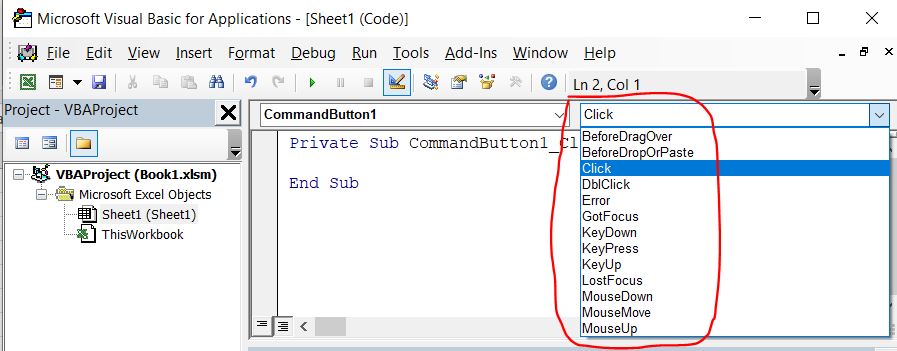 Microsoft Visual Basic for Applications - [Sheet1 (Code)]
File Edit View Insert Format Debug Run Tools Add-Ins Window Help
Ln 2, Col 1
Project - VBAProject
VBAProject (Book1.xlsm)
Microsoft Excel Objects
Sheet1 (Sheet1)
ThisWorkbook
CommandButton1
Click
Private Sub CommandButton1_Cl
End Sub
BeforeDragOver
BeforeDropOrPaste
Click
DblClick
Error
GotFocus
KeyDown
KeyPress
KeyUp
LostFocus
MouseDown
MouseMove
MouseUp